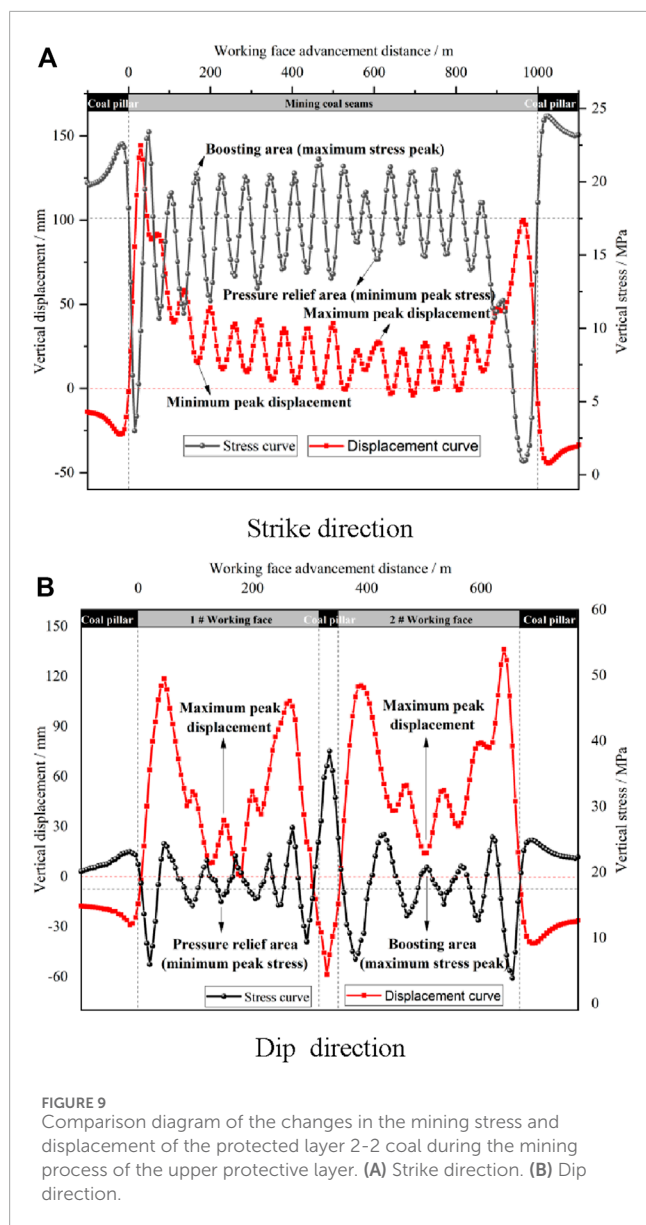 Working face advancement distance / m
A
0 200 400 600 800 1000
Coal pillar Mining coal seams Coal pillar
150
100
50
0
-50
25
20
15
10
5
0
Vertical displacement / mm
Vertical stress / MPa
Boosting area (maximum stress peak)
Pressure relief area (minimum peak stress)
Maximum peak displacement
Minimum peak displacement
Stress curve Displacement curve
Strike direction
Working face advancement distance / m
B
0 200 400 600
Coal pillar 1 # Working face Coal pillar 2 # Working face Coal pillar
150
120
90
60
30
0
-30
-60
60
50
40
30
20
10
0
Vertical displacement / mm
Vertical stress / MPa
Maximum peak
displacement
Maximum peak
displacement
Pressure relief area
(minimum peak stress)
Boosting area
(maximum stress peak)
Stress curve Displacement curve
Dip direction
FIGURE 9
Comparison diagram of the changes in the mining stress and
displacement of the protected layer 2-2 coal during the mining
process of the upper protective layer. (A) Strike direction. (B) Dip
direction.